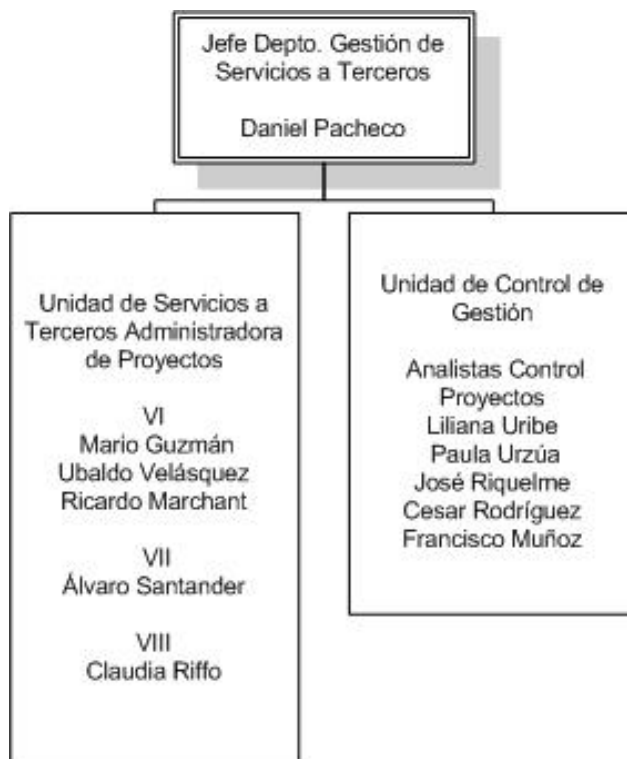 Jefe Depto. Gestión de
Servicios a Terceros
Daniel Pacheco
Unidad de Servicios a
Terceros Administradora
de Proyectos
VI
Mario Guzmán
Ubaldo Velásquez
Ricardo Marchant
VII
Álvaro Santander
VIII
Claudia Riffo
Unidad de Control de
Gestión
Analistas Control
Proyectos
Liliana Uribe
Paula Urzúa
José Riquelme
Cesar Rodríguez
Francisco Muñoz